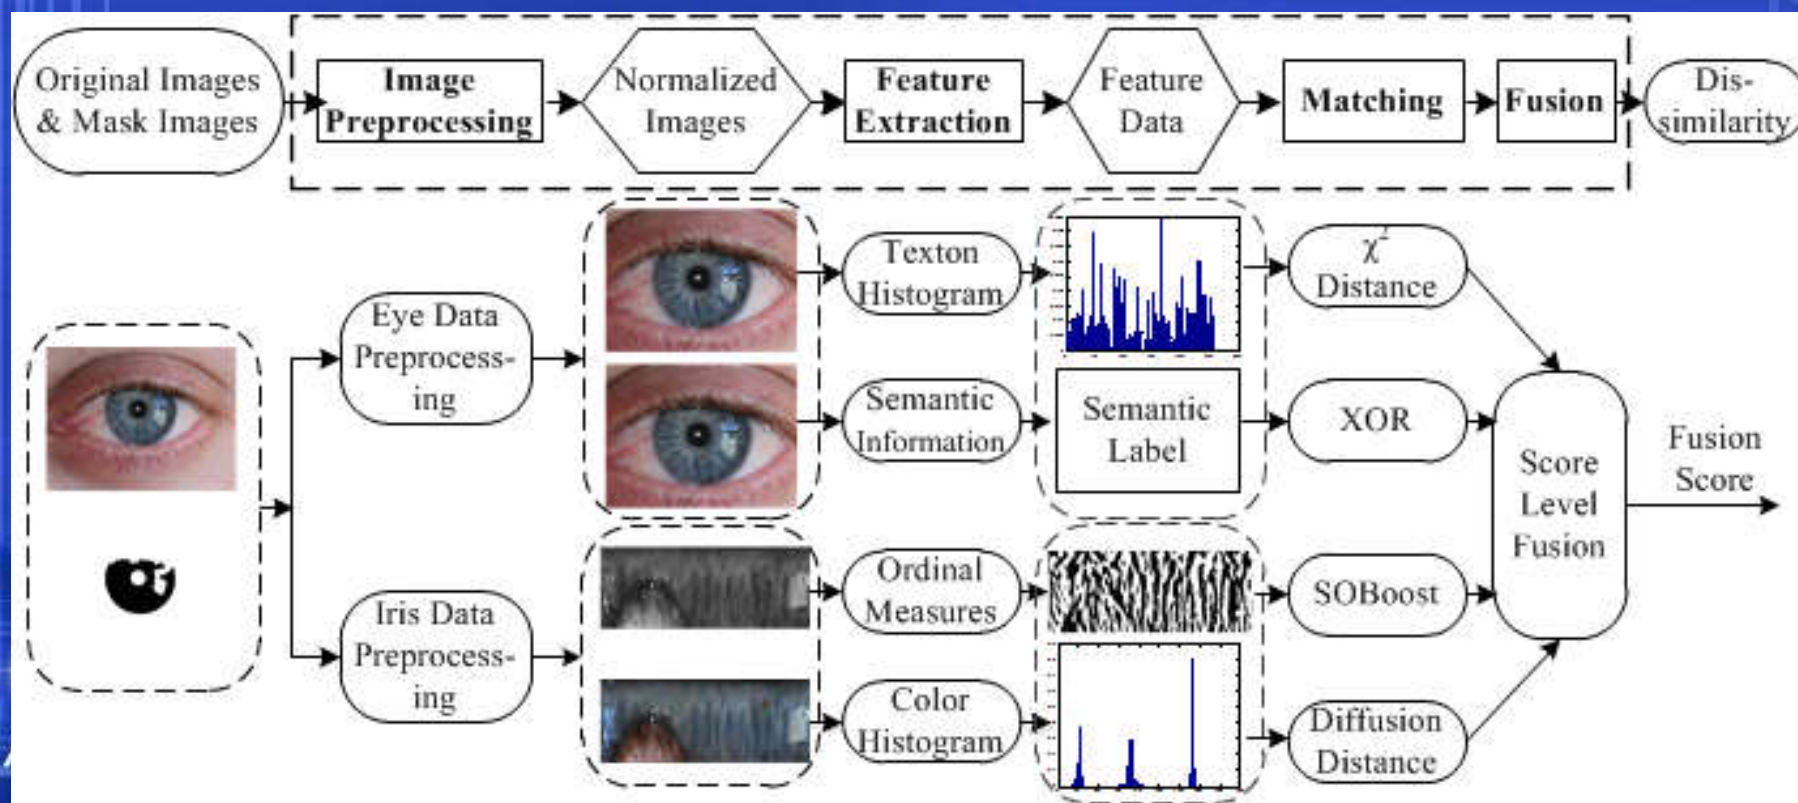 Original Images
& Mask Images
Image
Preprocessing
Normalized
Images
Feature
Extraction
Feature
Data
Matching
Fusion
Dis-
similarity
Eye Data
Preprocess-
ing
Texton
Histogram
χ²
Distance
Semantic
Information
Semantic
Label
XOR
Score
Level
Fusion
Fusion
Score
Iris Data
Preprocess-
ing
Ordinal
Measures
SOBoost
Color
Histogram
Diffusion
Distance